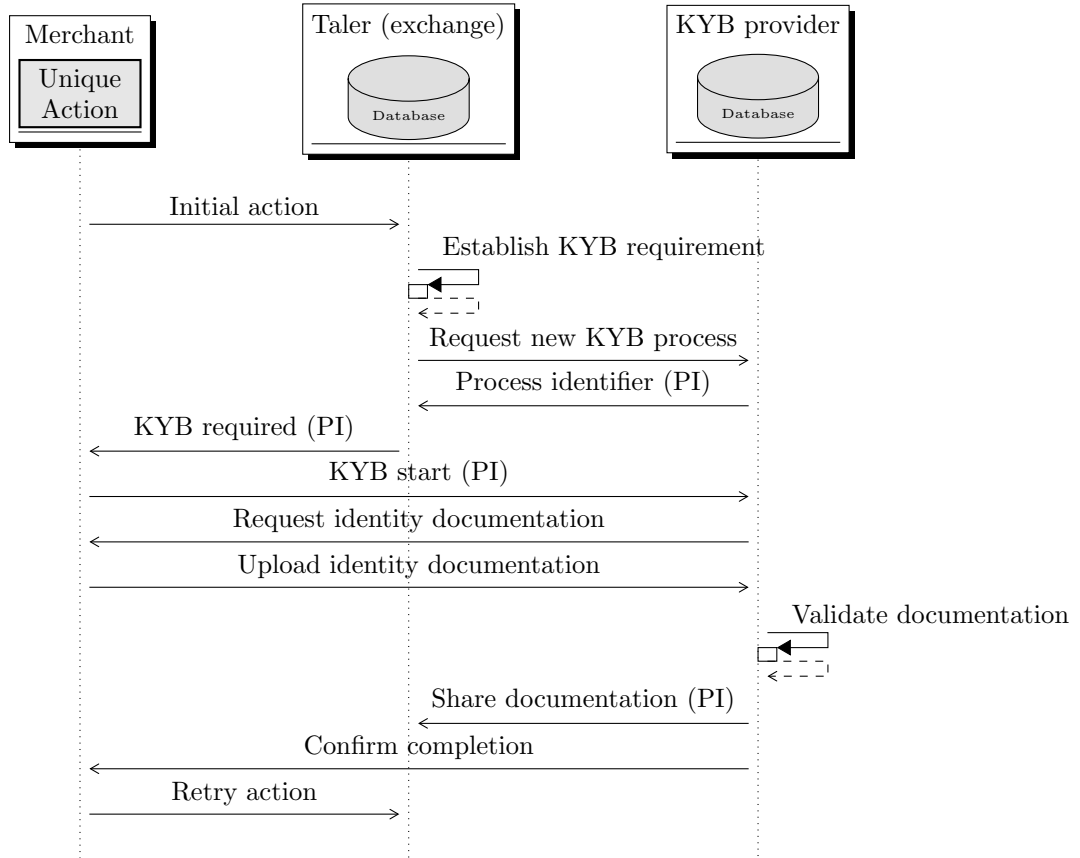 Merchant
Unique
Action
Taler (exchange)
Database
KYB provider
Database
Initial action
Establish KYB requirement
Request new KYB process
Process identifier (PI)
KYB required (PI)
KYB start (PI)
Request identity documentation
Upload identity documentation
Validate documentation
Share documentation (PI)
Confirm completion
Retry action